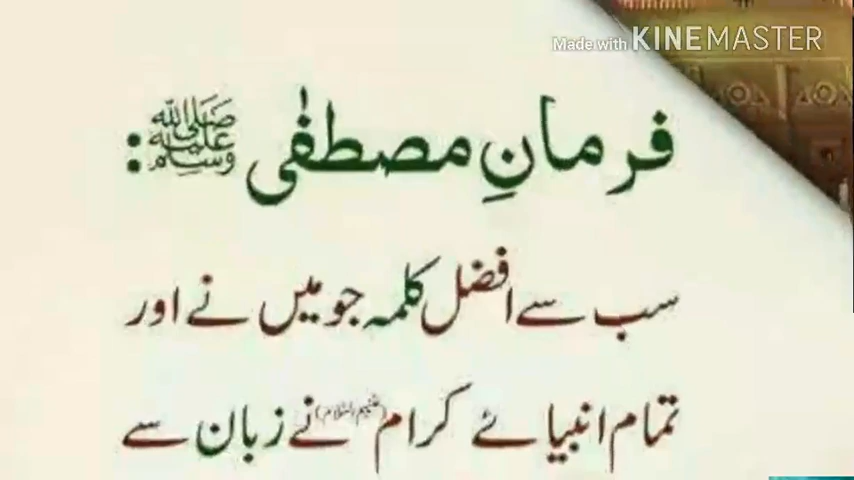 Made with KINEMASTER
فرمانِ مصطفٰی ﷺ:
سب سے افضل کلمہ جو میں نے اور
تمام انبیائے کرام (علیہم السلام) نے زبان سے